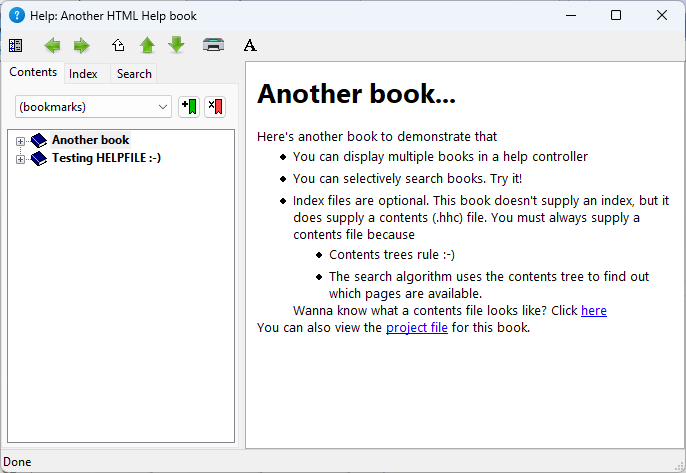 Help: Another HTML Help book
A
Contents
Index
Search
(bookmarks)
Another book
Testing HELPFILE :-)
Another book...
Here's another book to demonstrate that
You can display multiple books in a help controller
You can selectively search books. Try it!
Index files are optional. This book doesn't supply an index, but it
does supply a contents (.hhc) file. You must always supply a
contents file because
Contents trees rule :-)
The search algorithm uses the contents tree to find out
which pages are available.
Wanna know what a contents file looks like? Click here
You can also view the project file for this book.
Done